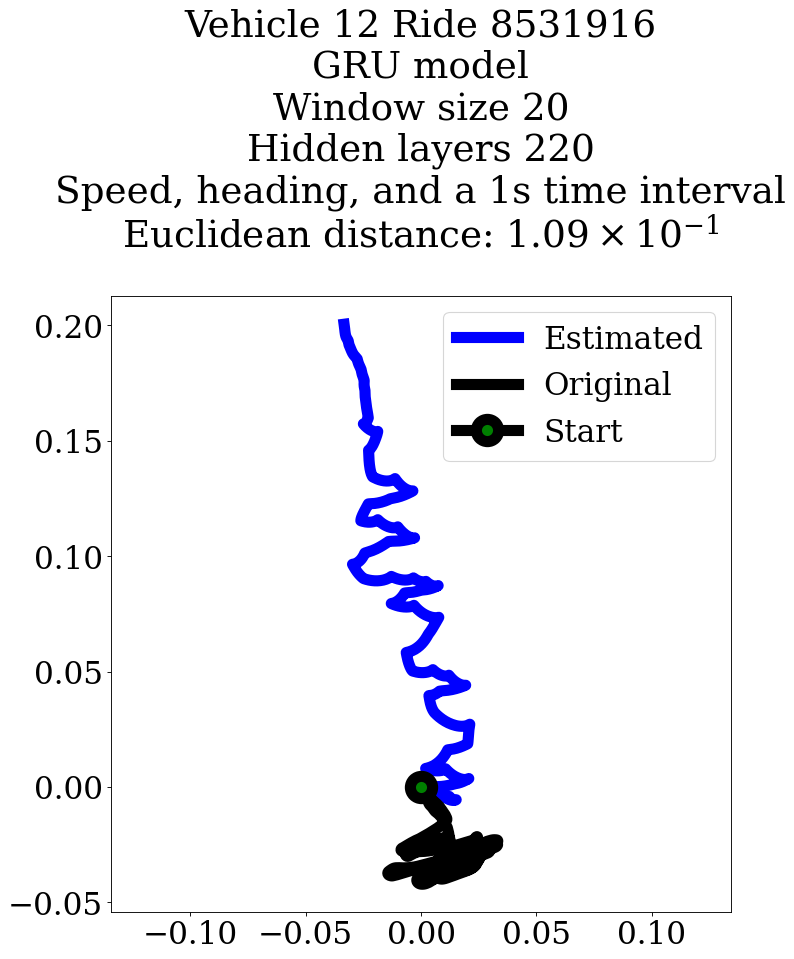 Vehicle 12 Ride 8531916
GRU model
Window size 20
Hidden layers 220
Speed, heading, and a 1s time interval
Euclidean distance: 1.09 × 10⁻¹
Estimated
Original
Start
0.20
0.15
0.10
0.05
0.00
−0.05
−0.10 −0.05 0.00 0.05 0.10